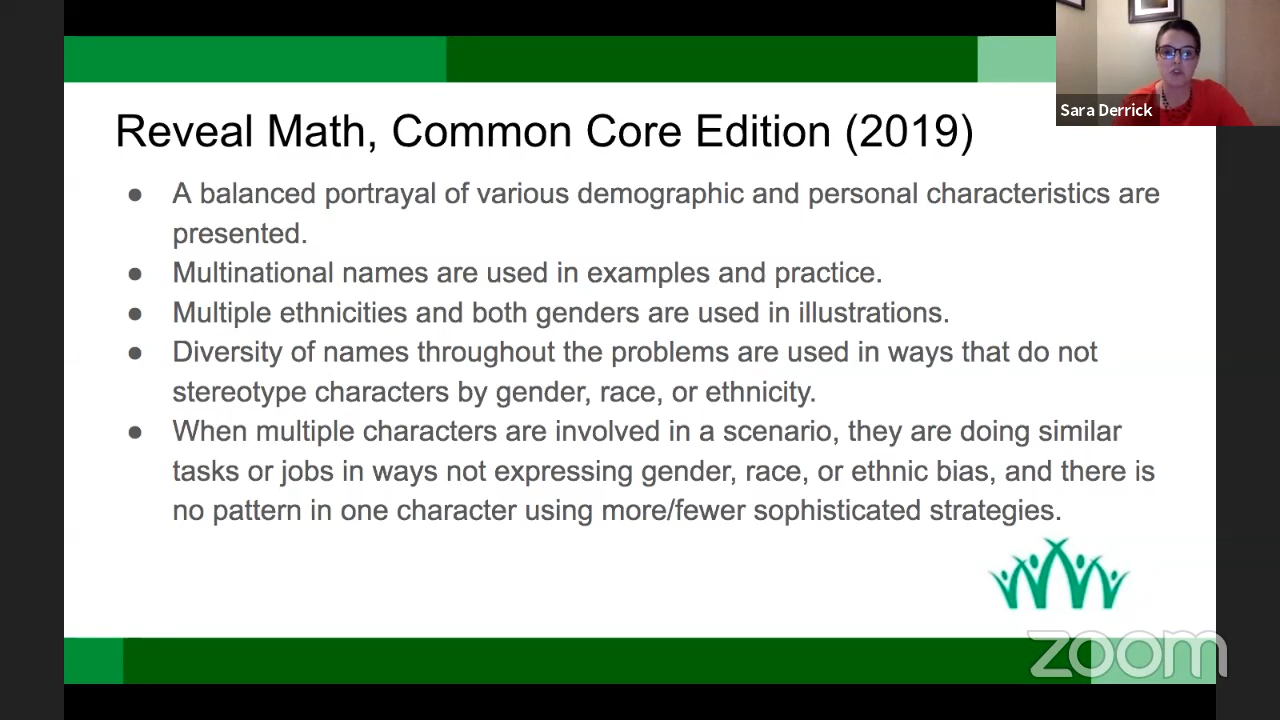 Sara Derrick
Reveal Math, Common Core Edition (2019)
● A balanced portrayal of various demographic and personal characteristics are
presented.
● Multinational names are used in examples and practice.
● Multiple ethnicities and both genders are used in illustrations.
● Diversity of names throughout the problems are used in ways that do not
stereotype characters by gender, race, or ethnicity.
● When multiple characters are involved in a scenario, they are doing similar
tasks or jobs in ways not expressing gender, race, or ethnic bias, and there is
no pattern in one character using more/fewer sophisticated strategies.
zoom